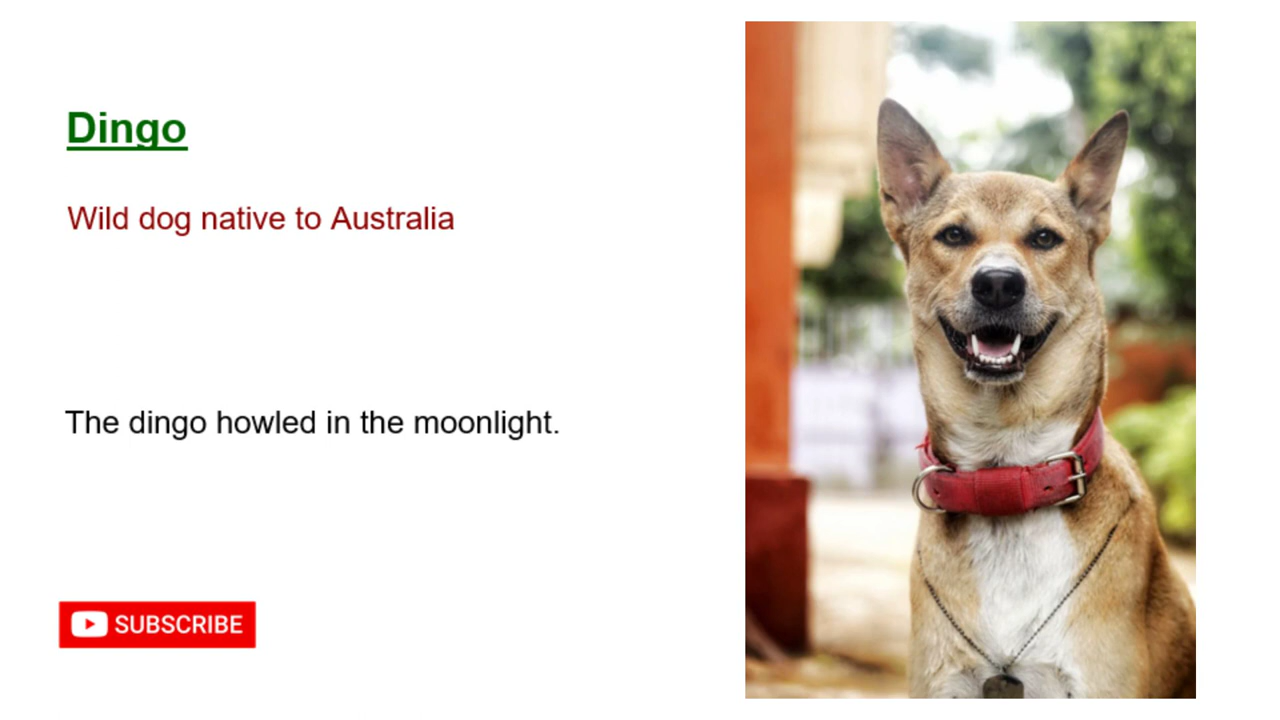 Dingo
Wild dog native to Australia
The dingo howled in the moonlight.
SUBSCRIBE